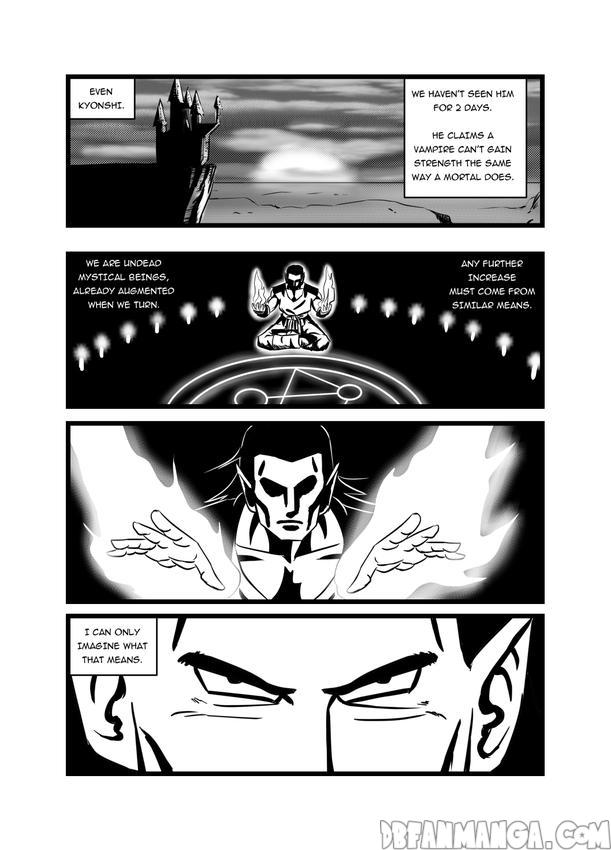 EVEN
KYONSHI.
WE HAVEN'T SEEN HIM
FOR 2 DAYS.
HE CLAIMS A
VAMPIRE CAN'T GAIN
STRENGTH THE SAME
WAY A MORTAL DOES.
WE ARE UNDEAD
MYSTICAL BEINGS,
ALREADY AUGMENTED
WHEN WE TURN.
ANY FURTHER
INCREASE
MUST COME FROM
SIMILAR MEANS.
I CAN ONLY
IMAGINE WHAT
THAT MEANS.
DBFANMANGA.COM